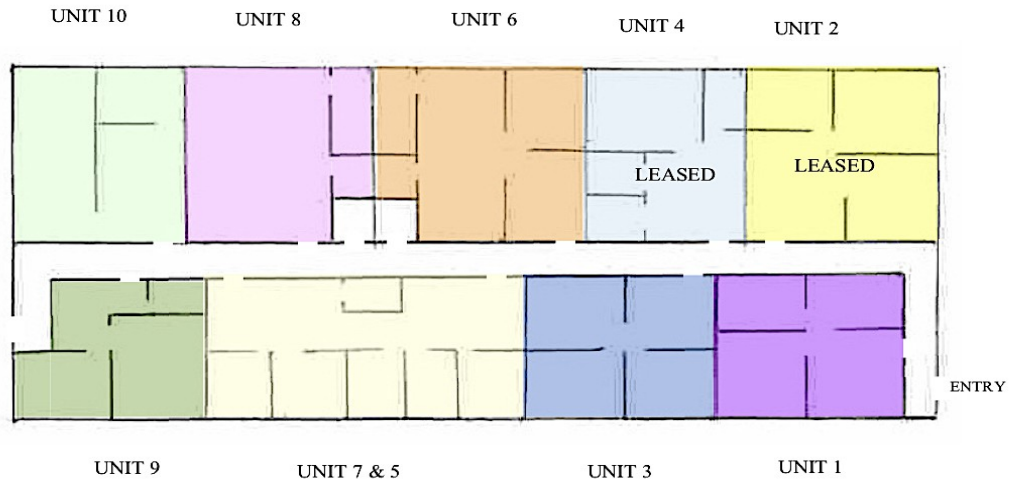 UNIT 10
UNIT 8
UNIT 6
UNIT 4
UNIT 2
LEASED
LEASED
ENTRY
UNIT 9
UNIT 7 & 5
UNIT 3
UNIT 1